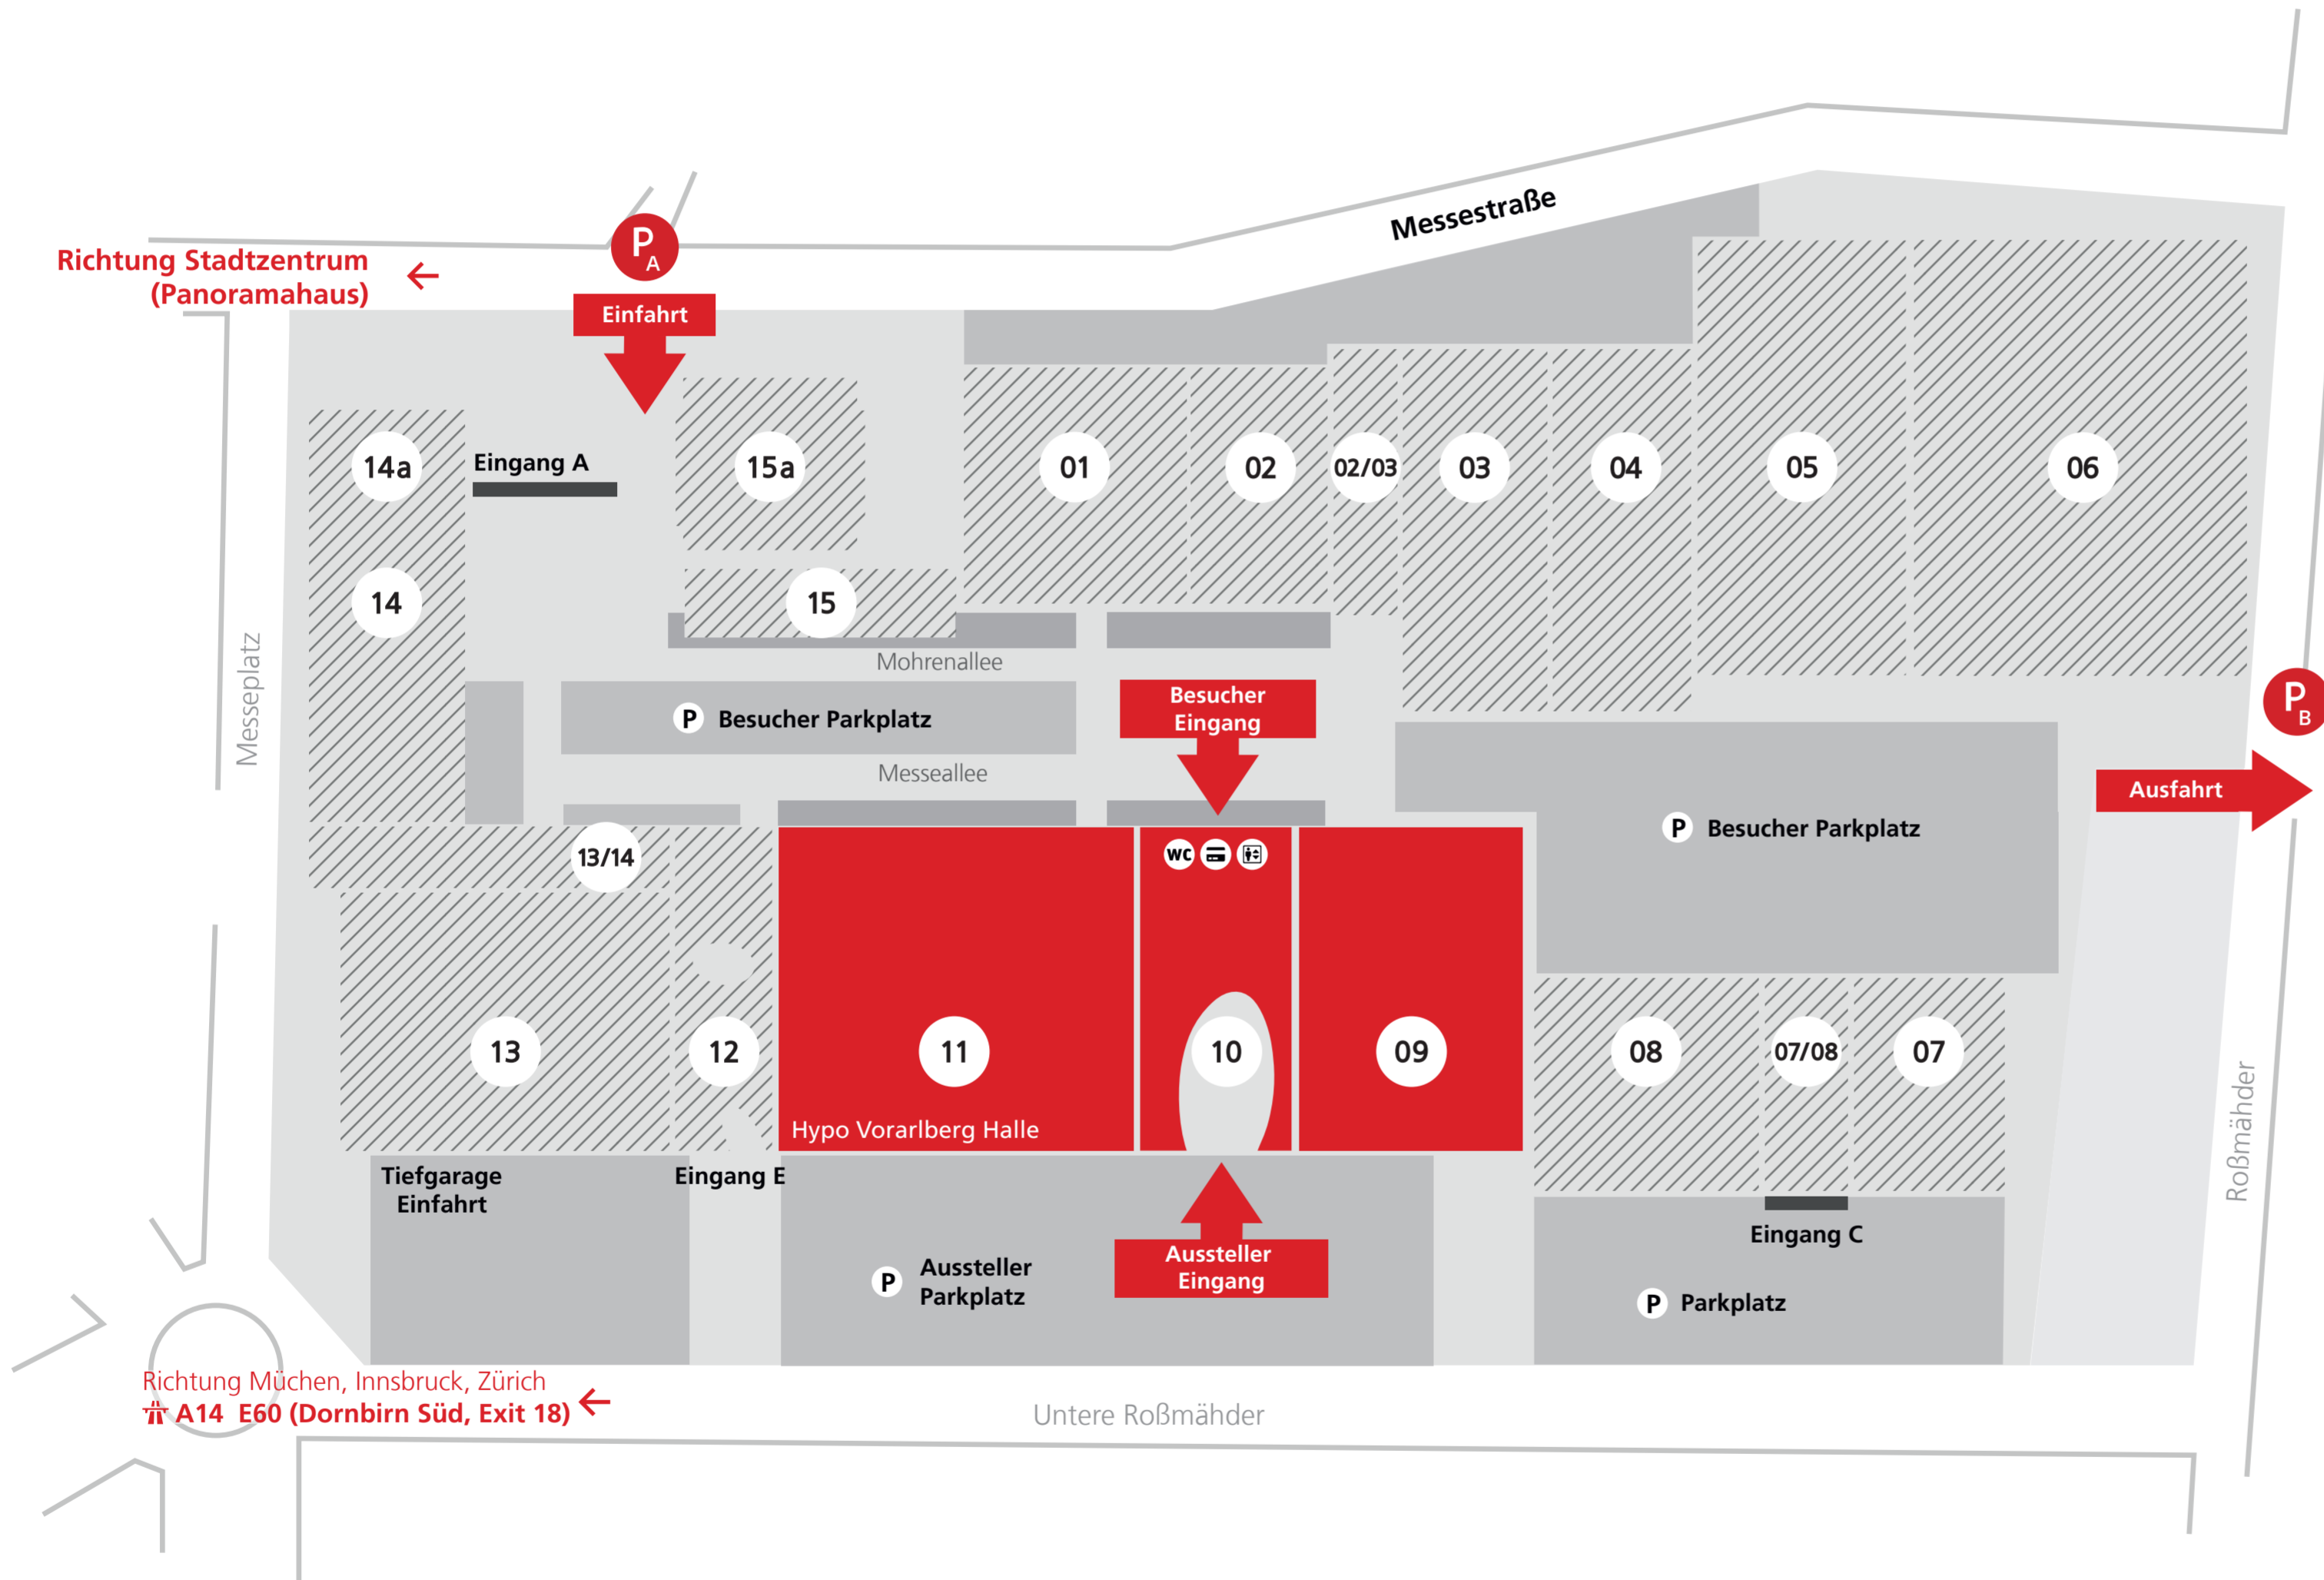 Messestraße
P
A
Richtung Stadtzentrum
(Panoramahaus)
Einfahrt
14a
Eingang A
15a
01
02
02/03
03
04
05
06
14
15
Messeplatz
Mohrenallee
P Besucher Parkplatz
Besucher
Eingang
P
B
Messeallee
Ausfahrt
P Besucher Parkplatz
13/14
WC
13
12
11
10
09
08
07/08
07
Hypo Vorarlberg Halle
Roßmähder
Tiefgarage
Einfahrt
Eingang E
Eingang C
P Aussteller
Parkplatz
Aussteller
Eingang
P Parkplatz
Richtung Müchen, Innsbruck, Zürich
A14 E60 (Dornbirn Süd, Exit 18)
Untere Roßmähder